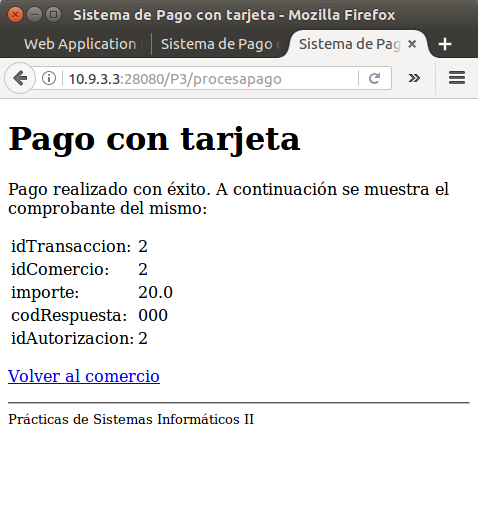 Sistema de Pago con tarjeta - Mozilla Firefox
Web Application
Sistema de Pago
Sistema de Pag
10.9.3.3:28080/P3/procesapago
Pago con tarjeta
Pago realizado con éxito. A continuación se muestra el
comprobante del mismo:
idTransaccion: 2
idComercio: 2
importe: 20.0
codRespuesta: 000
idAutorizacion: 2
Volver al comercio
Prácticas de Sistemas Informáticos II